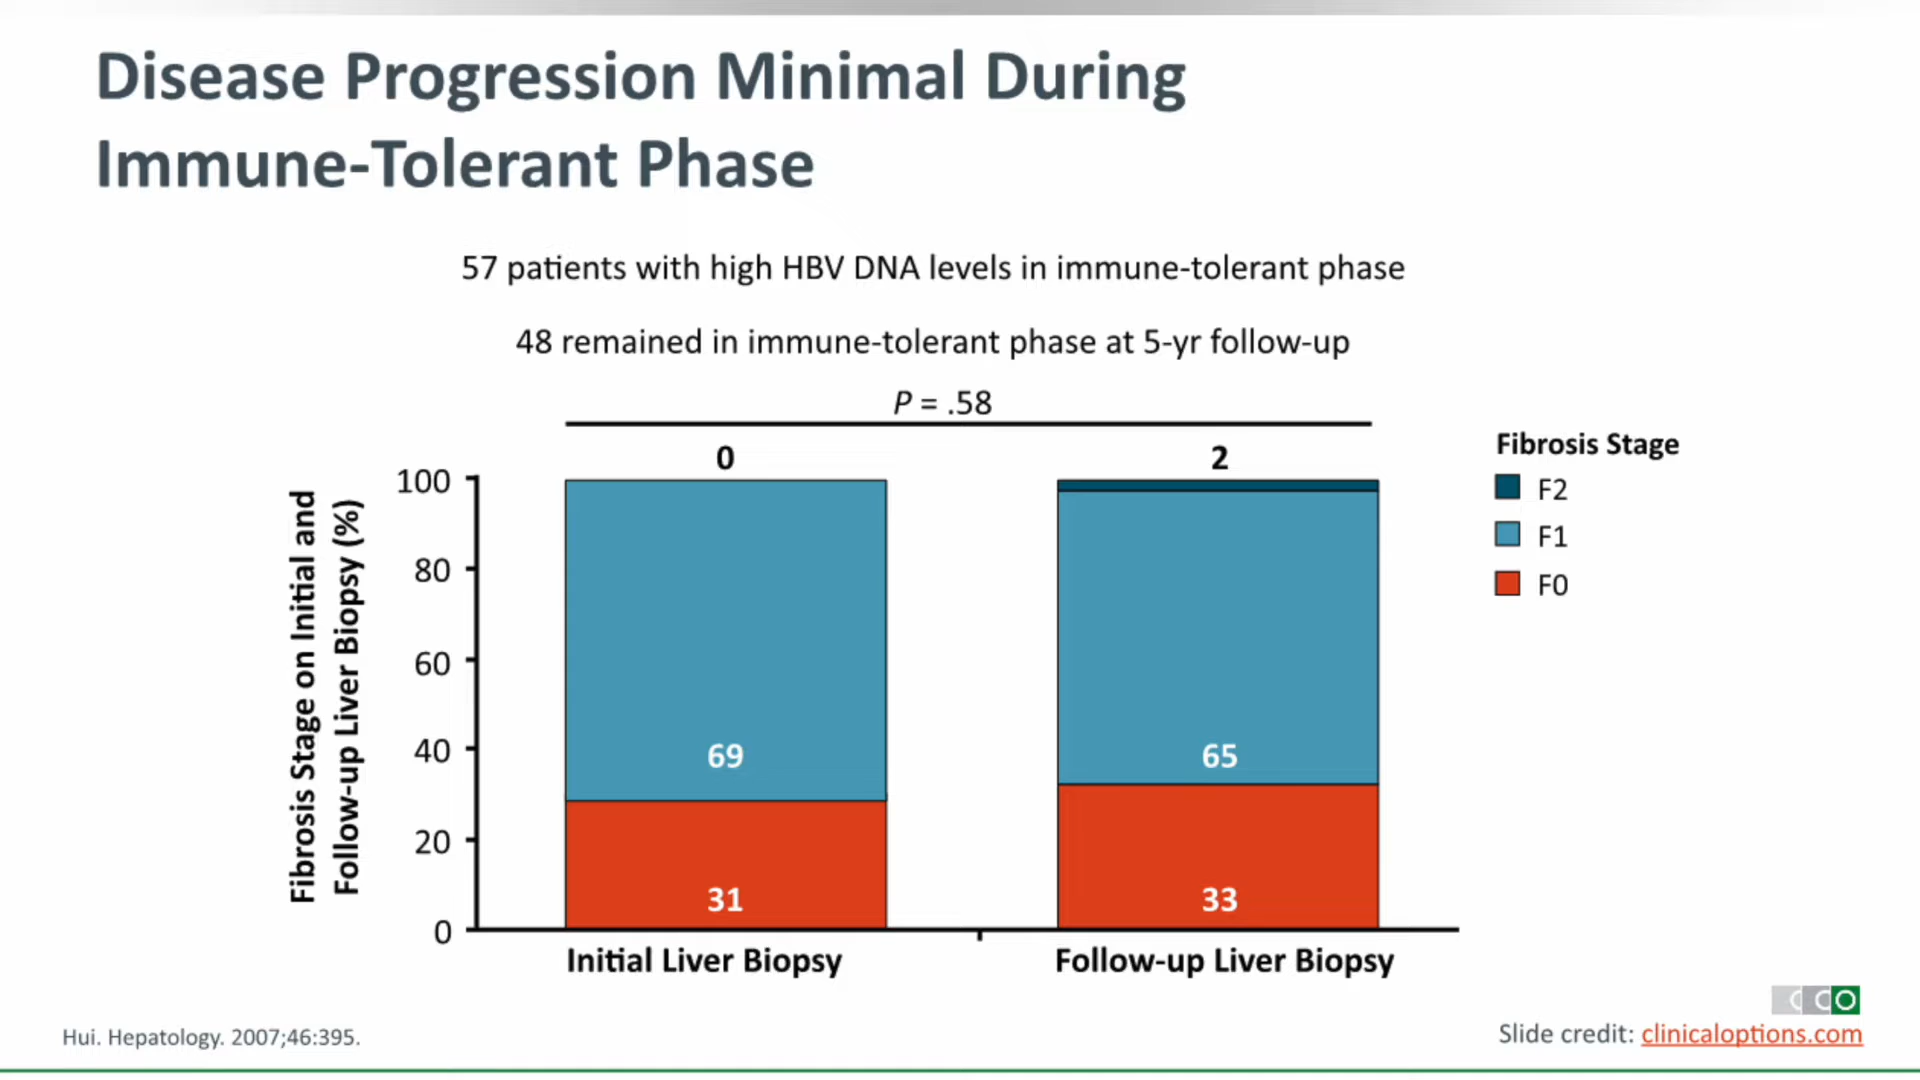 Disease Progression Minimal During
Immune-Tolerant Phase
57 patients with high HBV DNA levels in immune-tolerant phase
48 remained in immune-tolerant phase at 5-yr follow-up
P = .58
0
2
Fibrosis Stage on Initial and
Follow-up Liver Biopsy (%)
100
80
60
40
20
0
69
65
31
33
Initial Liver Biopsy
Follow-up Liver Biopsy
Fibrosis Stage
F2
F1
F0
CCO
Hui. Hepatology. 2007;46:395.
Slide credit: clinicaloptions.com